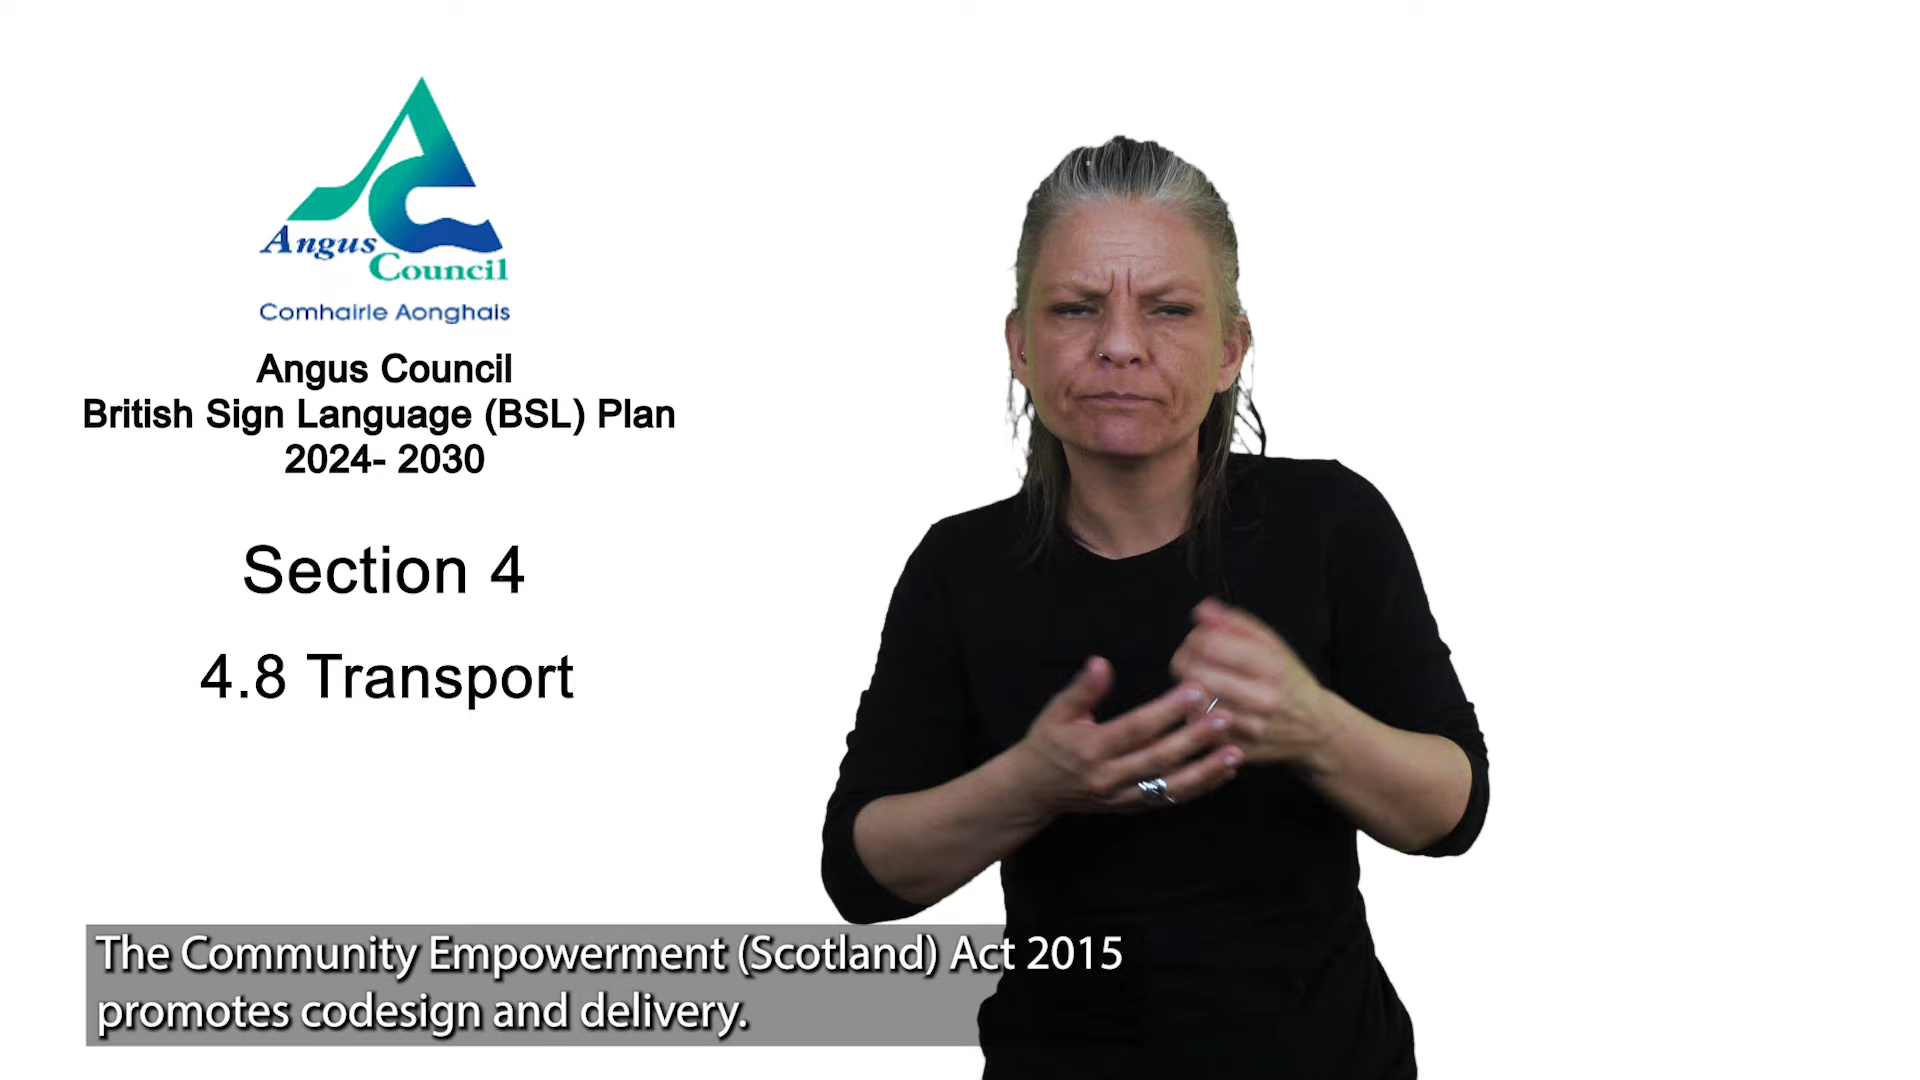 Angus
Council
Comhairle Aonghais
Angus Council
British Sign Language (BSL) Plan
2024- 2030
Section 4
4.8 Transport
The Community Empowerment (Scotland) Act 2015
promotes codesign and delivery.